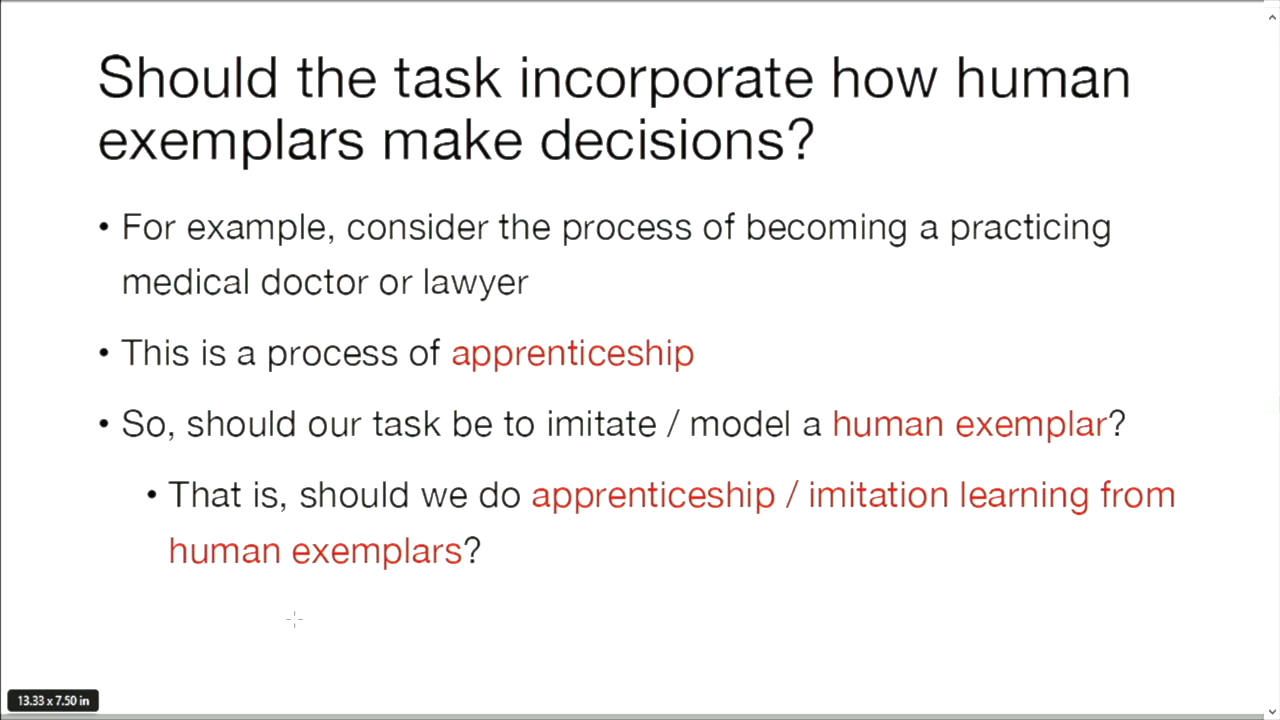 Should the task incorporate how human
exemplars make decisions?
• For example, consider the process of becoming a practicing
medical doctor or lawyer
• This is a process of apprenticeship
• So, should our task be to imitate / model a human exemplar?
• That is, should we do apprenticeship / imitation learning from
human exemplars?
13.33 x 7.50 in